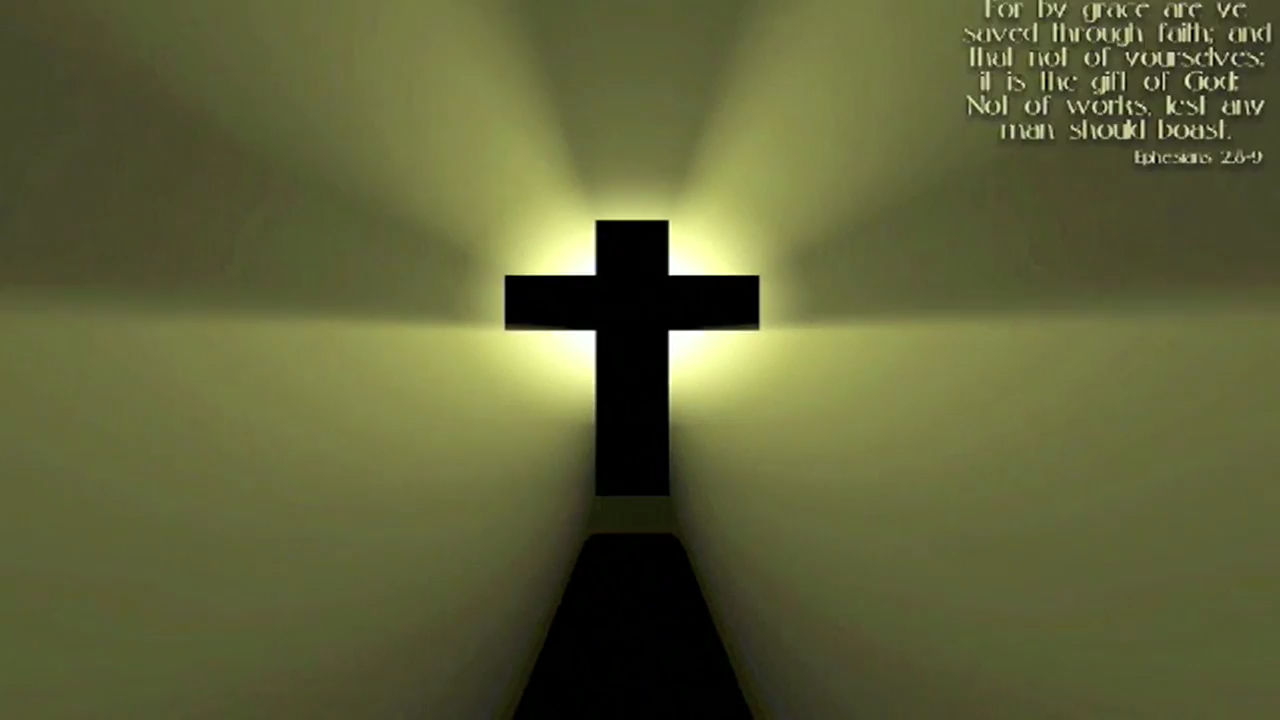 For by grace are ye
saved through faith; and
that not of yourselves:
it is the gift of God:
Not of works, lest any
man should boast.
Ephesians 2:8-9